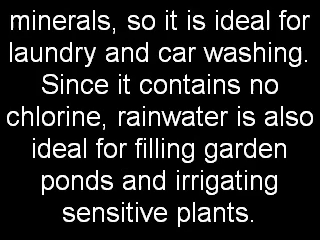 minerals, so it is ideal for
laundry and car washing.
Since it contains no
chlorine, rainwater is also
ideal for filling garden
ponds and irrigating
sensitive plants.